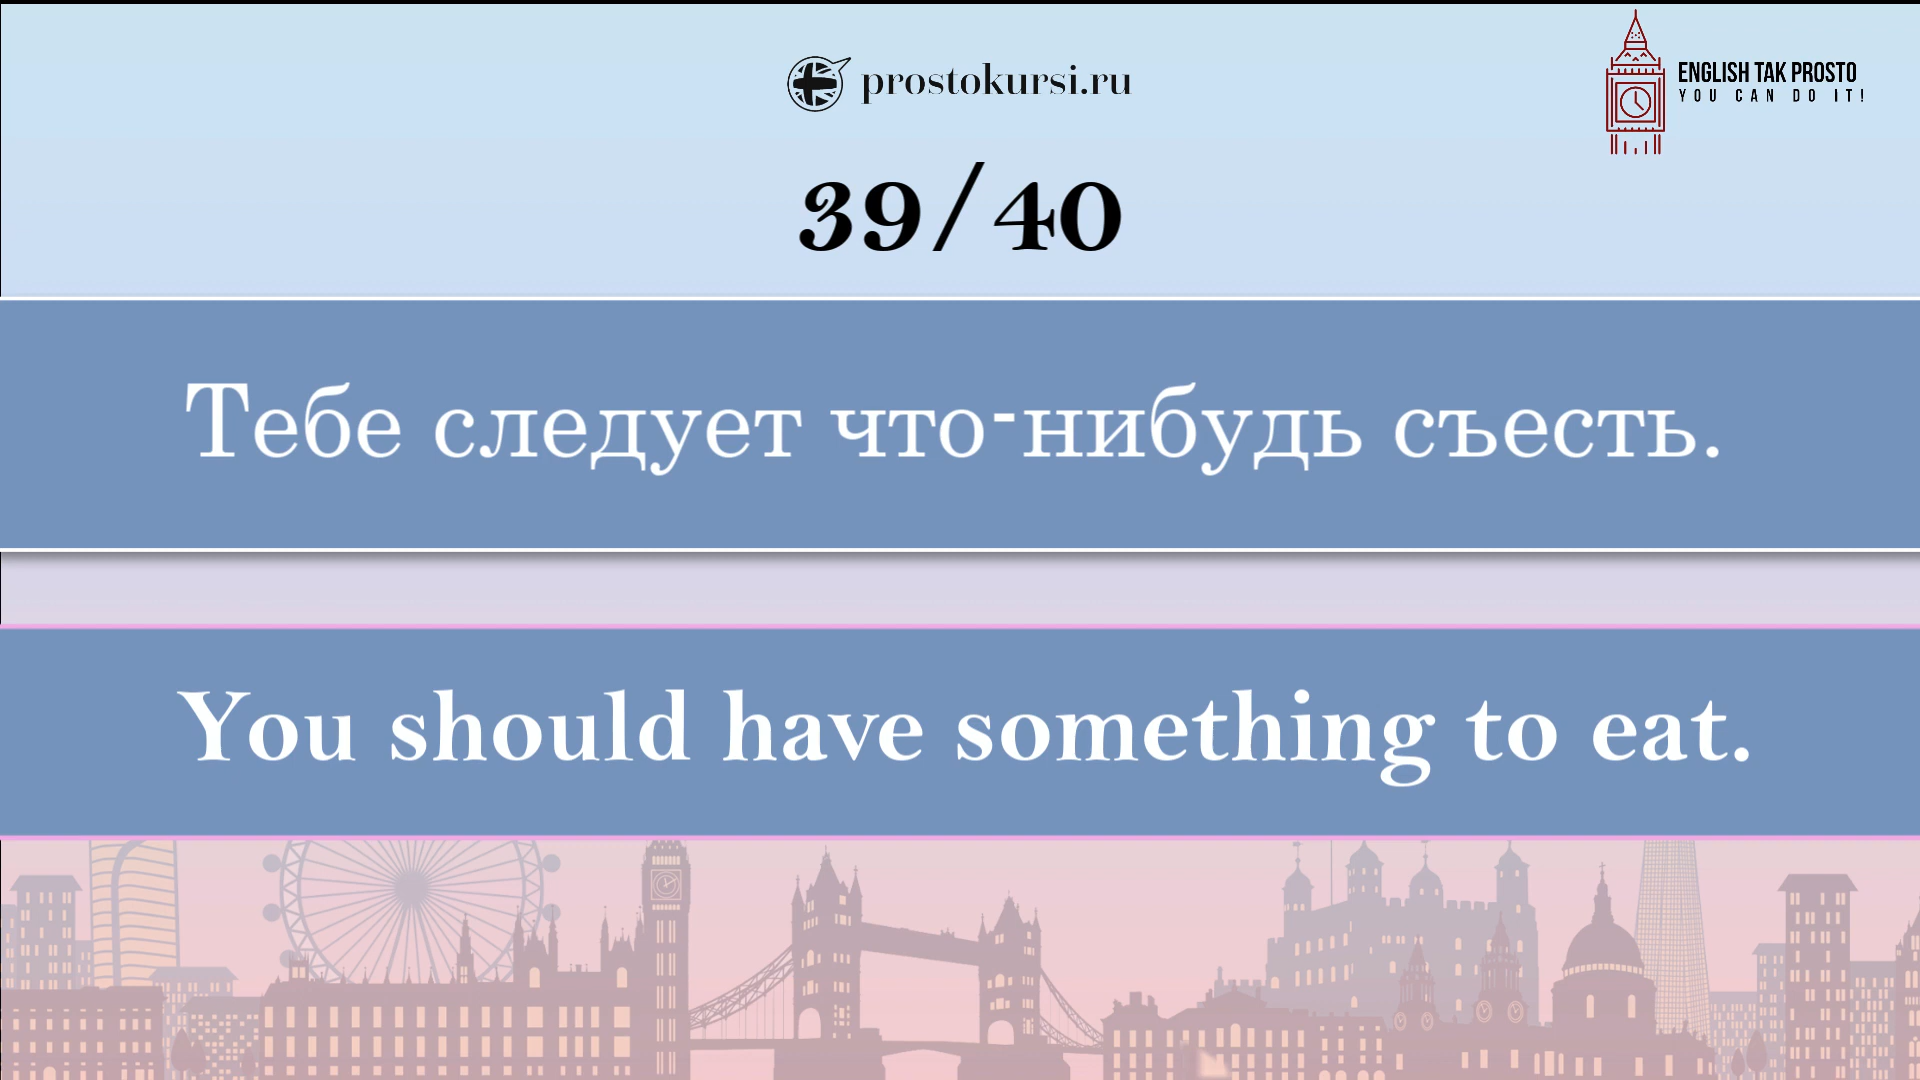 prostokursi.ru
ENGLISH TAK PROSTO
YOU CAN DO IT!
39/40
Тебе следует что-нибудь съесть.
You should have something to eat.